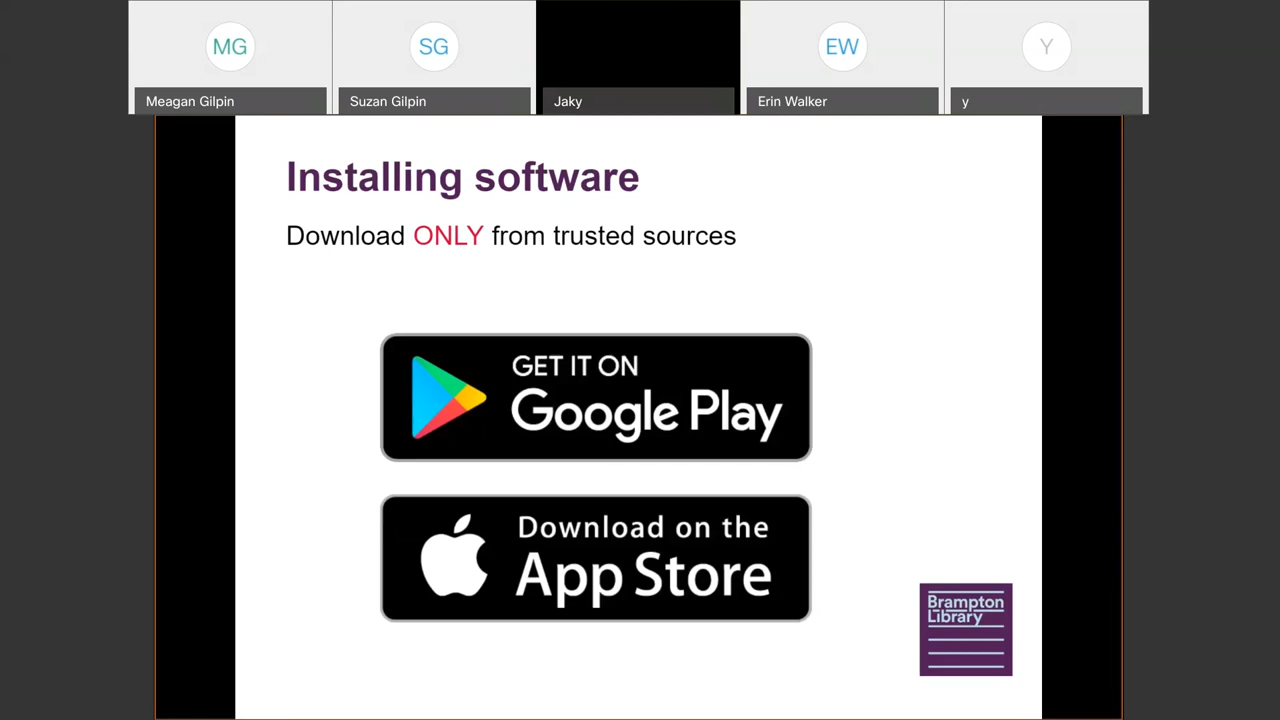 MG
SG
EW
Y
Meagan Gilpin
Suzan Gilpin
Jaky
Erin Walker
y
Installing software
Download ONLY from trusted sources
GET IT ON
Google Play
Download on the
App Store
Brampton
Library